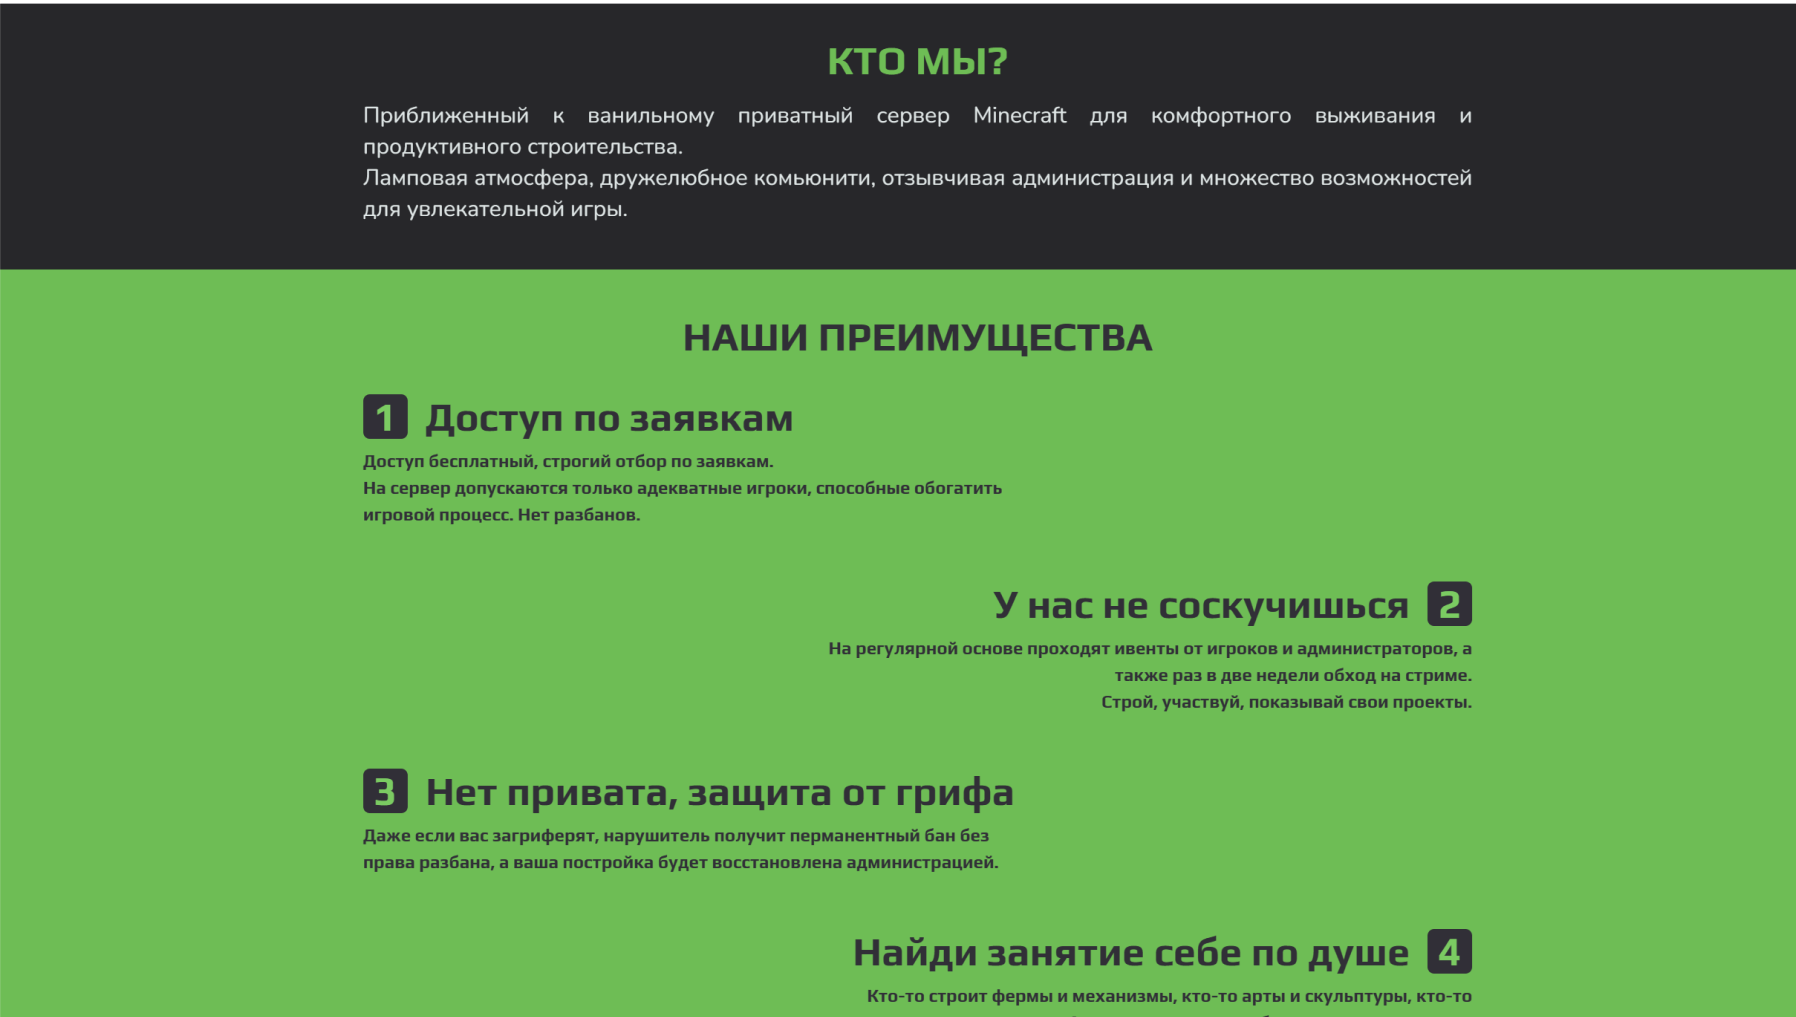 КТО МЫ?
Приближенный к ванильному приватный сервер Minecraft для комфортного выживания и
продуктивного строительства.
Ламповая атмосфера, дружелюбное комьюнити, отзывчивая администрация и множество возможностей
для увлекательной игры.
НАШИ ПРЕИМУЩЕСТВА
1 Доступ по заявкам
Доступ бесплатный, строгий отбор по заявкам.
На сервер допускаются только адекватные игроки, способные обогатить
игровой процесс. Нет разбанов.
У нас не соскучишься 2
На регулярной основе проходят ивенты от игроков и администраторов, а
также раз в две недели обход на стриме.
Строй, участвуй, показывай свои проекты.
3 Нет привата, защита от грифа
Даже если вас загриферят, нарушитель получит перманентный бан без
права разбана, а ваша постройка будет восстановлена администрацией.
Найди занятие себе по душе 4
Кто-то строит фермы и механизмы, кто-то арты и скульптуры, кто-то